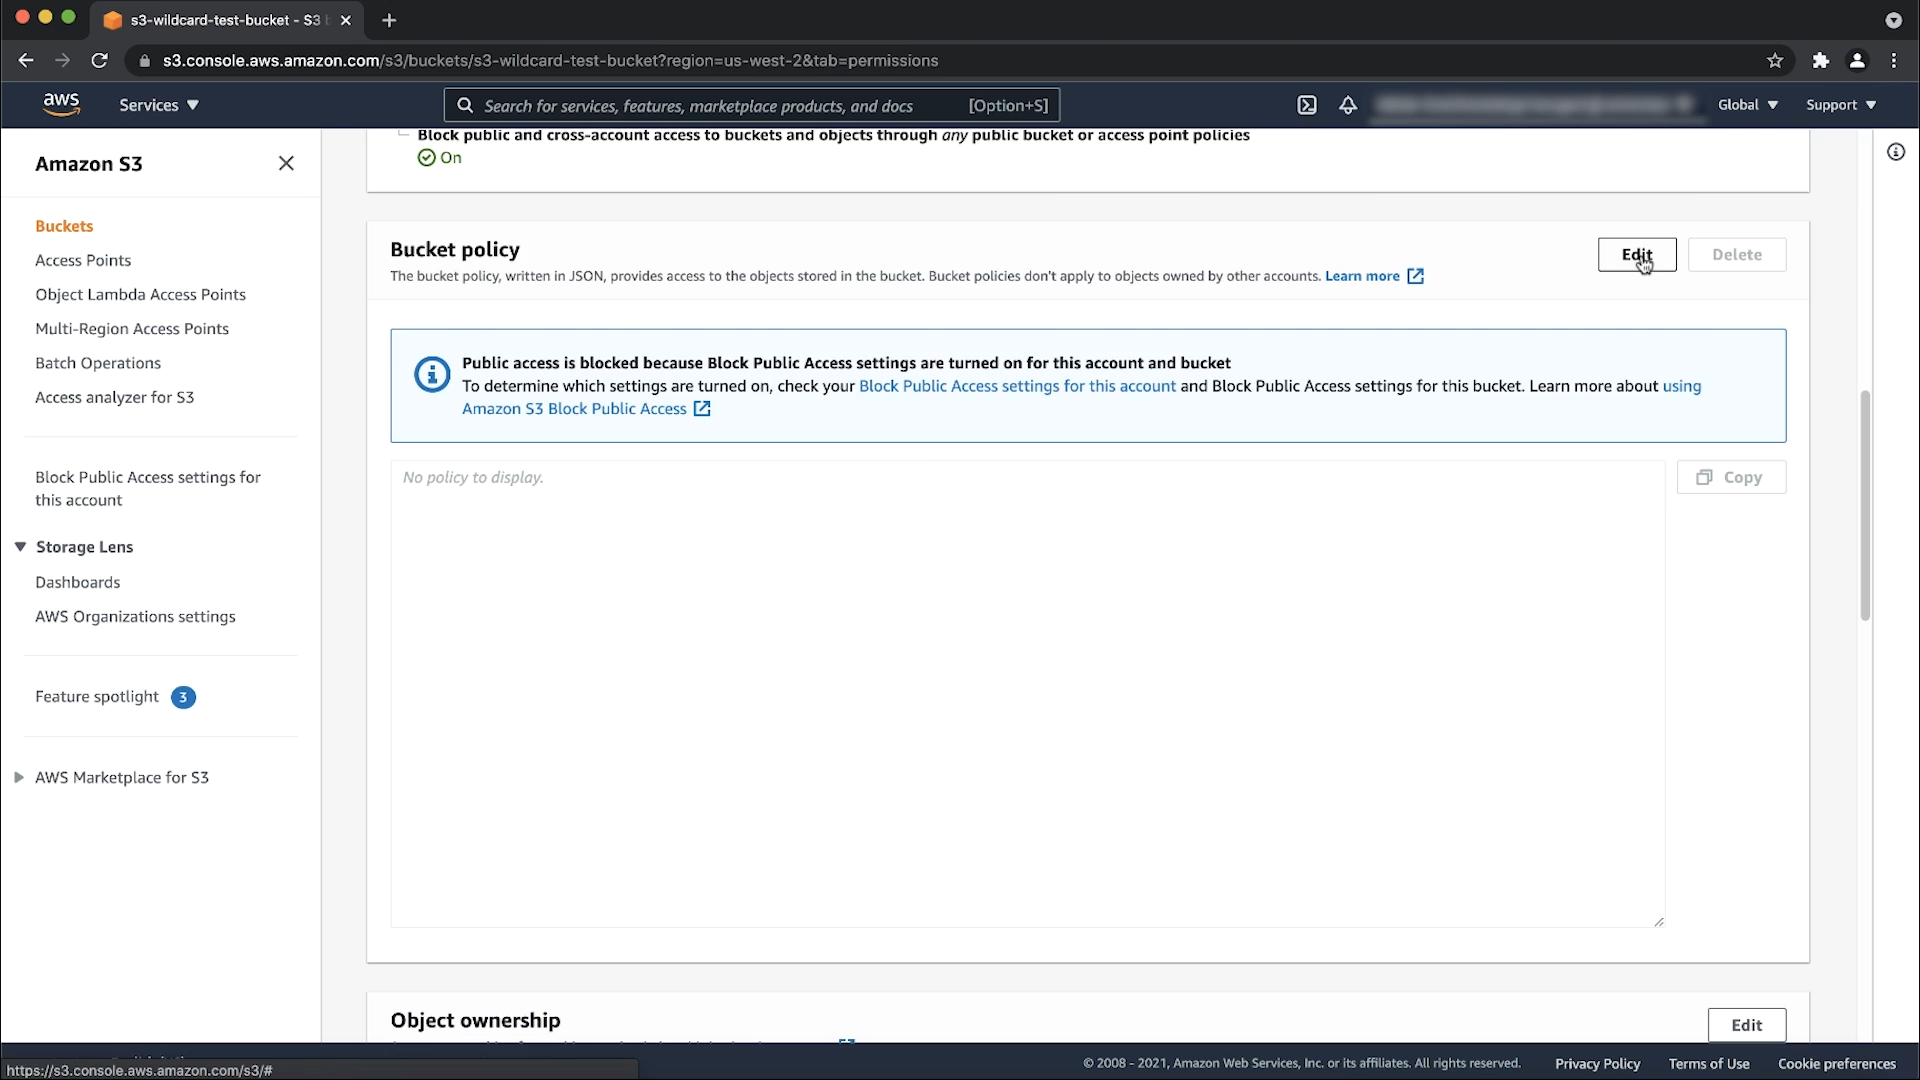 s3-wildcard-test-bucket - S3
s3.console.aws.amazon.com/s3/buckets/s3-wildcard-test-bucket?region=us-west-2&tab=permissions
aws
Services
Search for services, features, marketplace products, and docs
[Option+S]
Global
Support
Amazon S3
Buckets
Access Points
Object Lambda Access Points
Multi-Region Access Points
Batch Operations
Access analyzer for S3
Block Public Access settings for
this account
Storage Lens
Dashboards
AWS Organizations settings
Feature spotlight 3
AWS Marketplace for S3
Block public and cross-account access to buckets and objects through any public bucket or access point policies
On
Bucket policy
Edit
Delete
The bucket policy, written in JSON, provides access to the objects stored in the bucket. Bucket policies don't apply to objects owned by other accounts. Learn more
Public access is blocked because Block Public Access settings are turned on for this account and bucket
To determine which settings are turned on, check your Block Public Access settings for this account and Block Public Access settings for this bucket. Learn more about using
Amazon S3 Block Public Access
No policy to display.
Copy
Object ownership
Edit
https://s3.console.aws.amazon.com/s3/#
© 2008 - 2021, Amazon Web Services, Inc. or its affiliates. All rights reserved.
Privacy Policy
Terms of Use
Cookie preferences